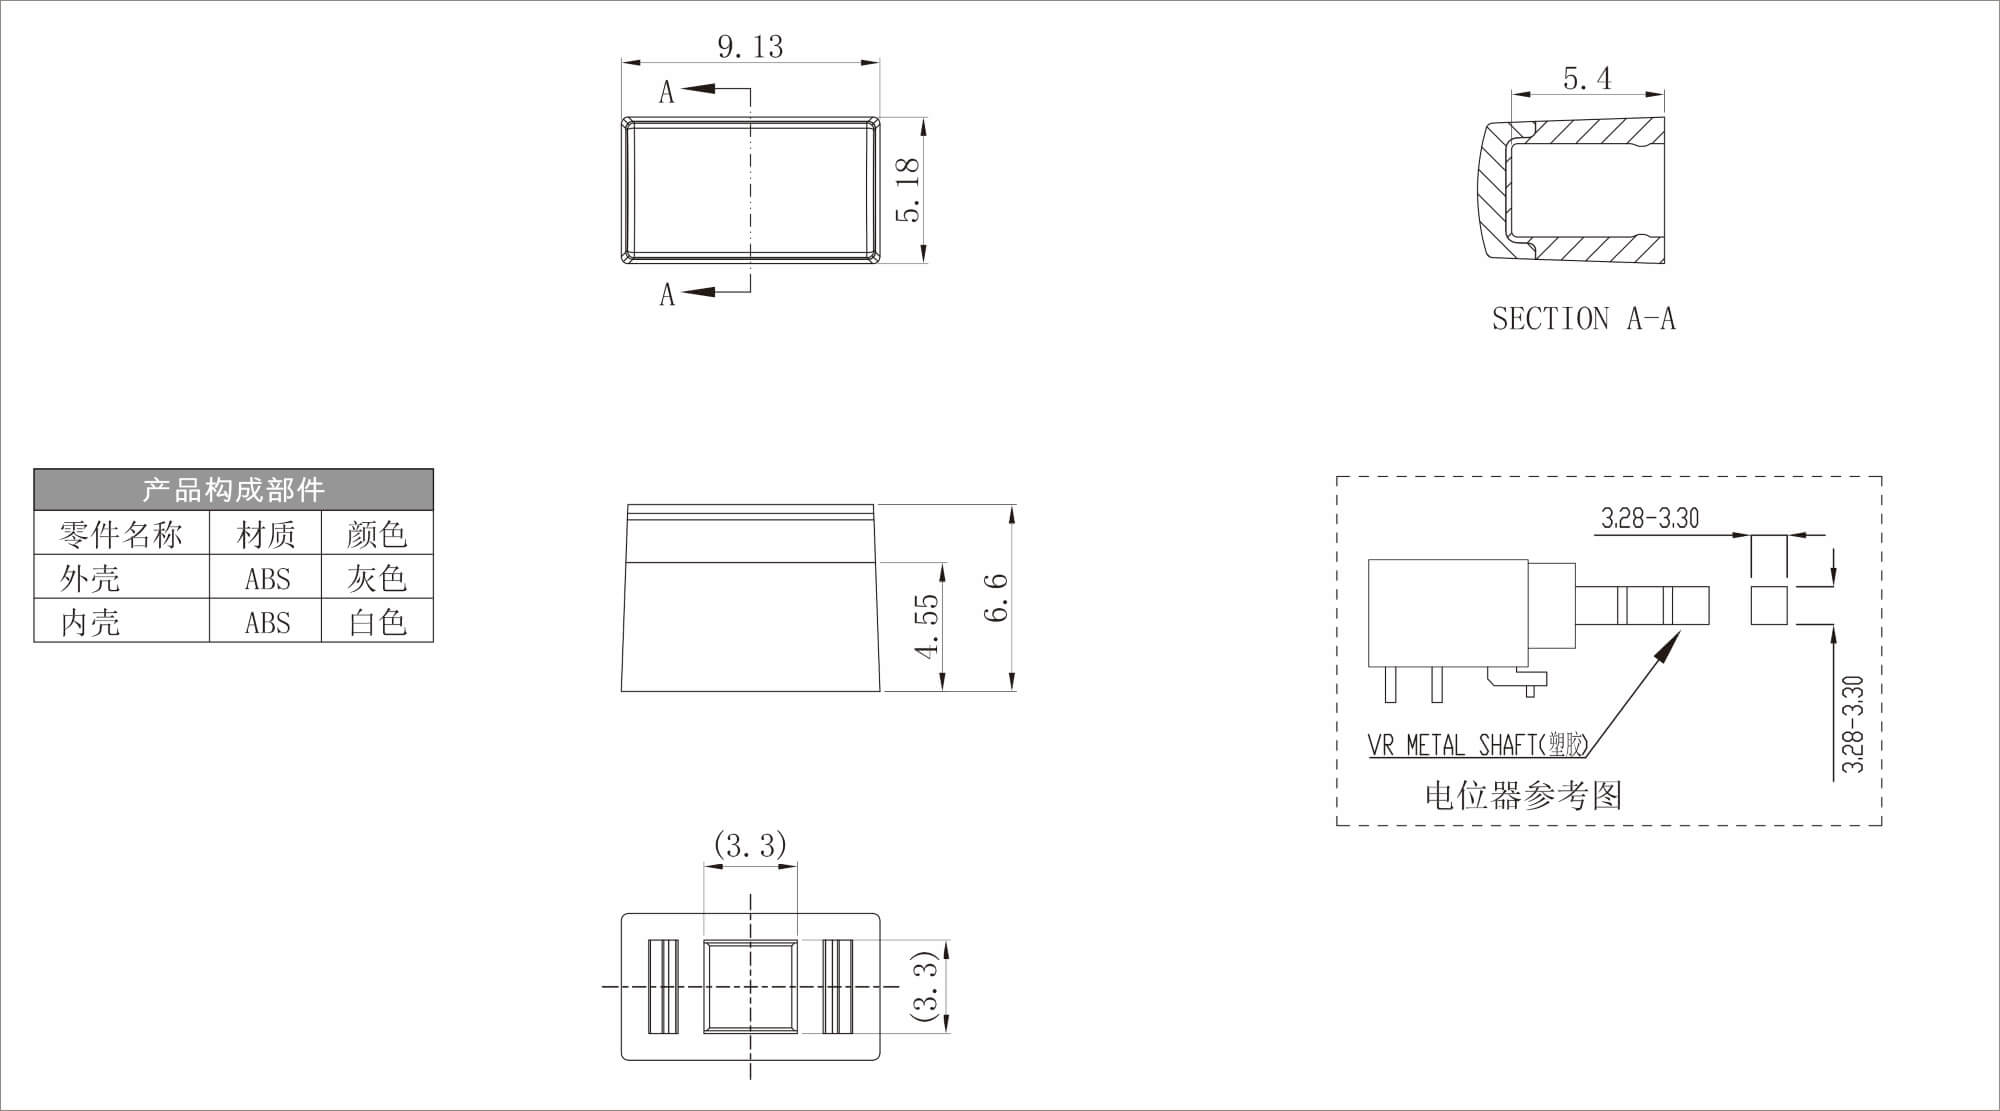 9.13
A
5.18
A
5.4
SECTION A-A
产品构成部件
零件名称 材质 颜色
外壳 ABS 灰色
内壳 ABS 白色
4.55
6.6
3.28-3.30
3.28-3.30
VR METAL SHAFT(塑胶)
电位器参考图
(3.3)
(3.3)